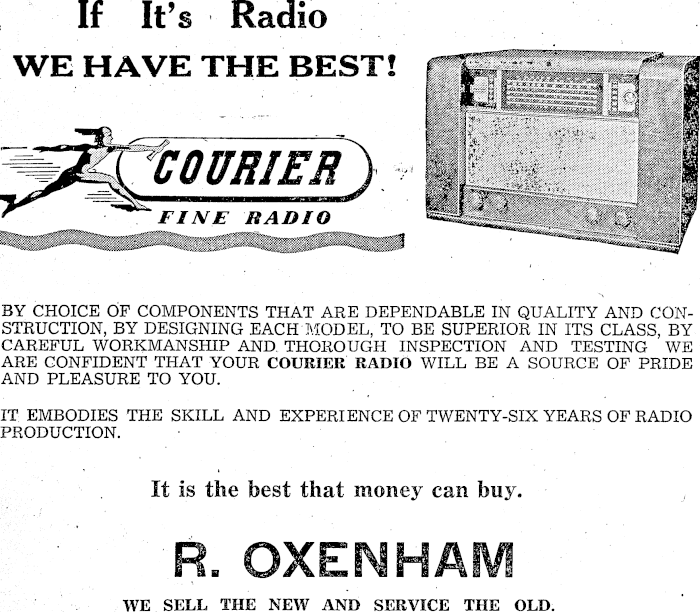 If It's Radio
WE HAVE THE BEST!
COURIER
FINE RADIO
BY CHOICE OF COMPONENTS THAT ARE DEPENDABLE IN QUALITY AND CON-
STRUCTION, BY DESIGNING EACH MODEL, TO BE SUPERIOR IN ITS CLASS, BY
CAREFUL WORKMANSHIP AND THOROUGH INSPECTION AND TESTING WE
ARE CONFIDENT THAT YOUR COURIER RADIO WILL BE A SOURCE OF PRIDE
AND PLEASURE TO YOU.
IT EMBODIES THE SKILL AND EXPERIENCE OF TWENTY-SIX YEARS OF RADIO
PRODUCTION.
It is the best that money can buy.
R. OXENHAM
WE SELL THE NEW AND SERVICE THE OLD.